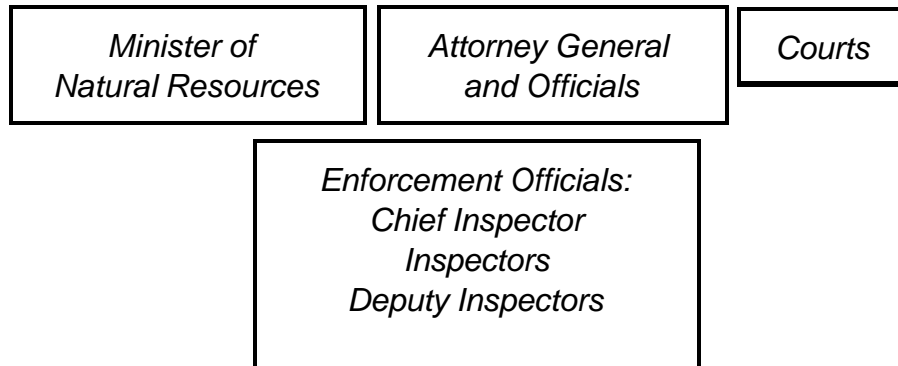 Minister of
Natural Resources
Attorney General
and Officials
Courts
Enforcement Officials:
Chief Inspector
Inspectors
Deputy Inspectors